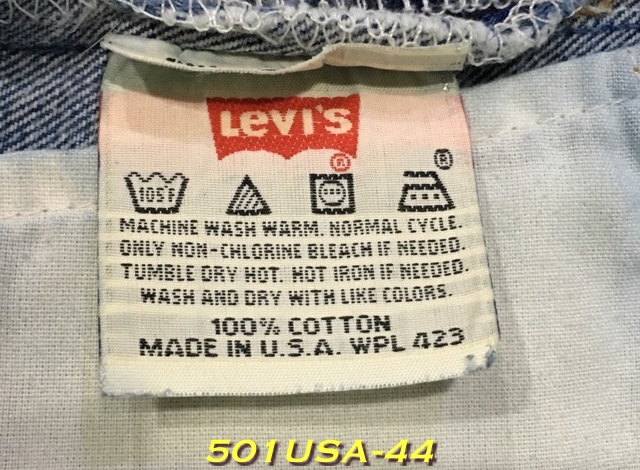 Levi's
®
®
105°F
MACHINE WASH WARM. NORMAL CYCLE.
ONLY NON-CHLORINE BLEACH IF NEEDED.
TUMBLE DRY HOT. HOT IRON IF NEEDED.
WASH AND DRY WITH LIKE COLORS.
100% COTTON
MADE IN U.S.A. WPL 423
501USA-44